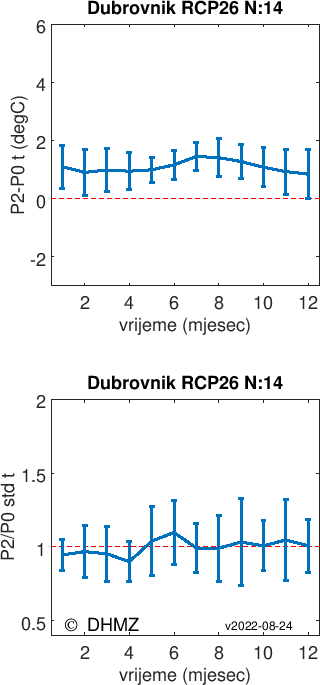 Dubrovnik RCP26 N:14
6
4
2
0
-2
P2-P0 t (degC)
2 4 6 8 10 12
vrijeme (mjesec)
Dubrovnik RCP26 N:14
2
1.5
1
0.5
P2/P0 std t
© DHMZ
v2022-08-24
2 4 6 8 10 12
vrijeme (mjesec)